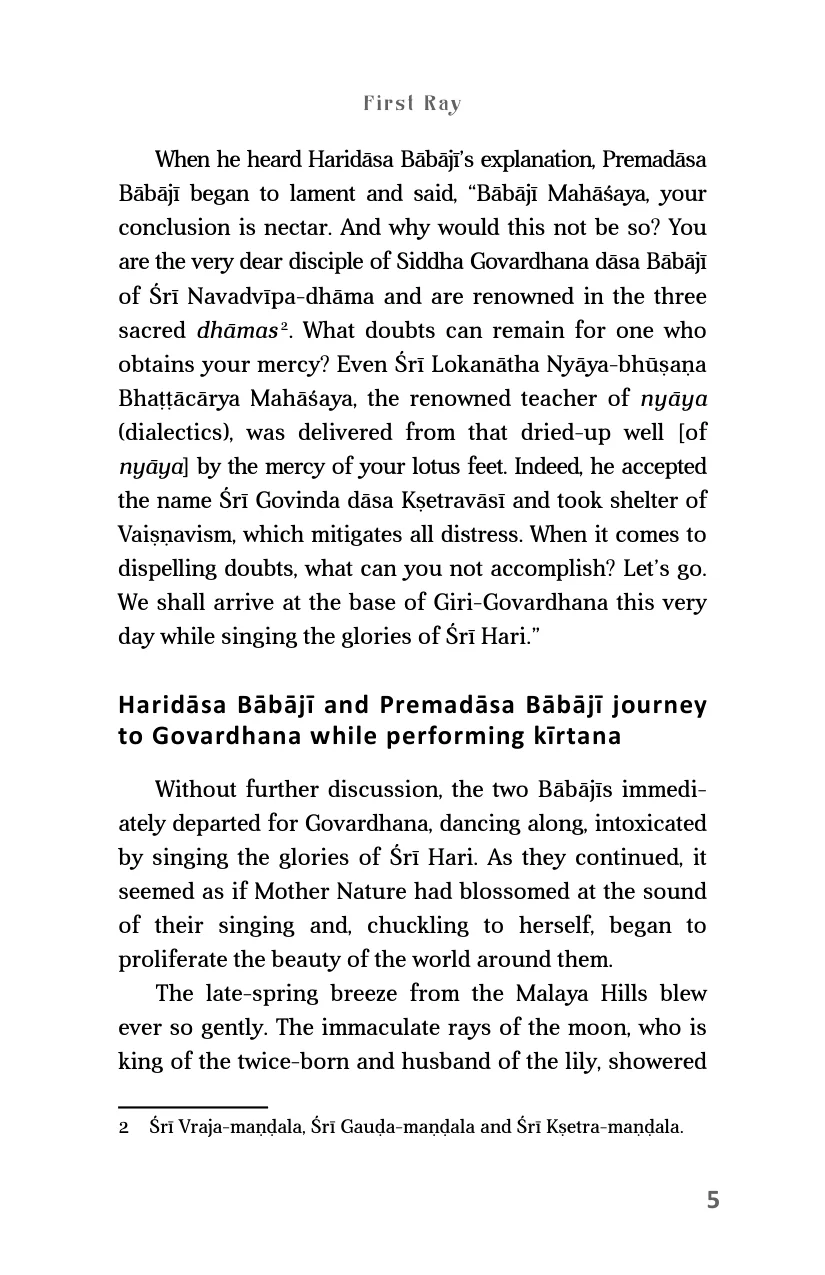 First Ray
When he heard Haridāsa Bābājī’s explanation, Premadāsa
Bābājī began to lament and said, “Bābājī Mahāśaya, your
conclusion is nectar. And why would this not be so? You
are the very dear disciple of Siddha Govardhana dāsa Bābājī
of Śrī Navadvīpa-dhāma and are renowned in the three
sacred dhāmas². What doubts can remain for one who
obtains your mercy? Even Śrī Lokanātha Nyāya-bhūṣaṇa
Bhaṭṭācārya Mahāśaya, the renowned teacher of nyāya
(dialectics), was delivered from that dried-up well [of
nyāya] by the mercy of your lotus feet. Indeed, he accepted
the name Śrī Govinda dāsa Kṣetravāsī and took shelter of
Vaiṣṇavism, which mitigates all distress. When it comes to
dispelling doubts, what can you not accomplish? Let’s go.
We shall arrive at the base of Giri-Govardhana this very
day while singing the glories of Śrī Hari.”
Haridāsa Bābājī and Premadāsa Bābājī journey
to Govardhana while performing kīrtana
Without further discussion, the two Bābājīs immedi-
ately departed for Govardhana, dancing along, intoxicated
by singing the glories of Śrī Hari. As they continued, it
seemed as if Mother Nature had blossomed at the sound
of their singing and, chuckling to herself, began to
proliferate the beauty of the world around them.
The late-spring breeze from the Malaya Hills blew
ever so gently. The immaculate rays of the moon, who is
king of the twice-born and husband of the lily, showered
2 Śrī Vraja-maṇḍala, Śrī Gauḍa-maṇḍala and Śrī Kṣetra-maṇḍala.
5